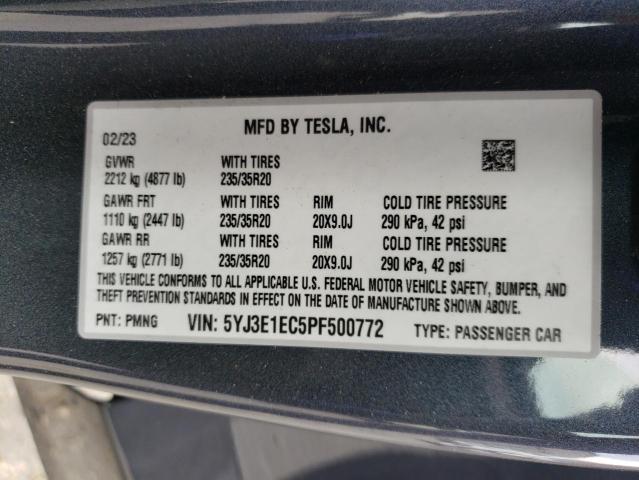 MFD BY TESLA, INC.
02/23
GVWR WITH TIRES
2212 kg (4877 lb) 235/35R20
GAWR FRT WITH TIRES RIM COLD TIRE PRESSURE
1110 kg (2447 lb) 235/35R20 20X9.0J 290 kPa, 42 psi
GAWR RR WITH TIRES RIM COLD TIRE PRESSURE
1257 kg (2771 lb) 235/35R20 20X9.0J 290 kPa, 42 psi
THIS VEHICLE CONFORMS TO ALL APPLICABLE U.S. FEDERAL MOTOR VEHICLE SAFETY, BUMPER, AND
THEFT PREVENTION STANDARDS IN EFFECT ON THE DATE OF MANUFACTURE SHOWN ABOVE.
PNT: PMNG VIN: 5YJ3E1EC5PF500772 TYPE: PASSENGER CAR